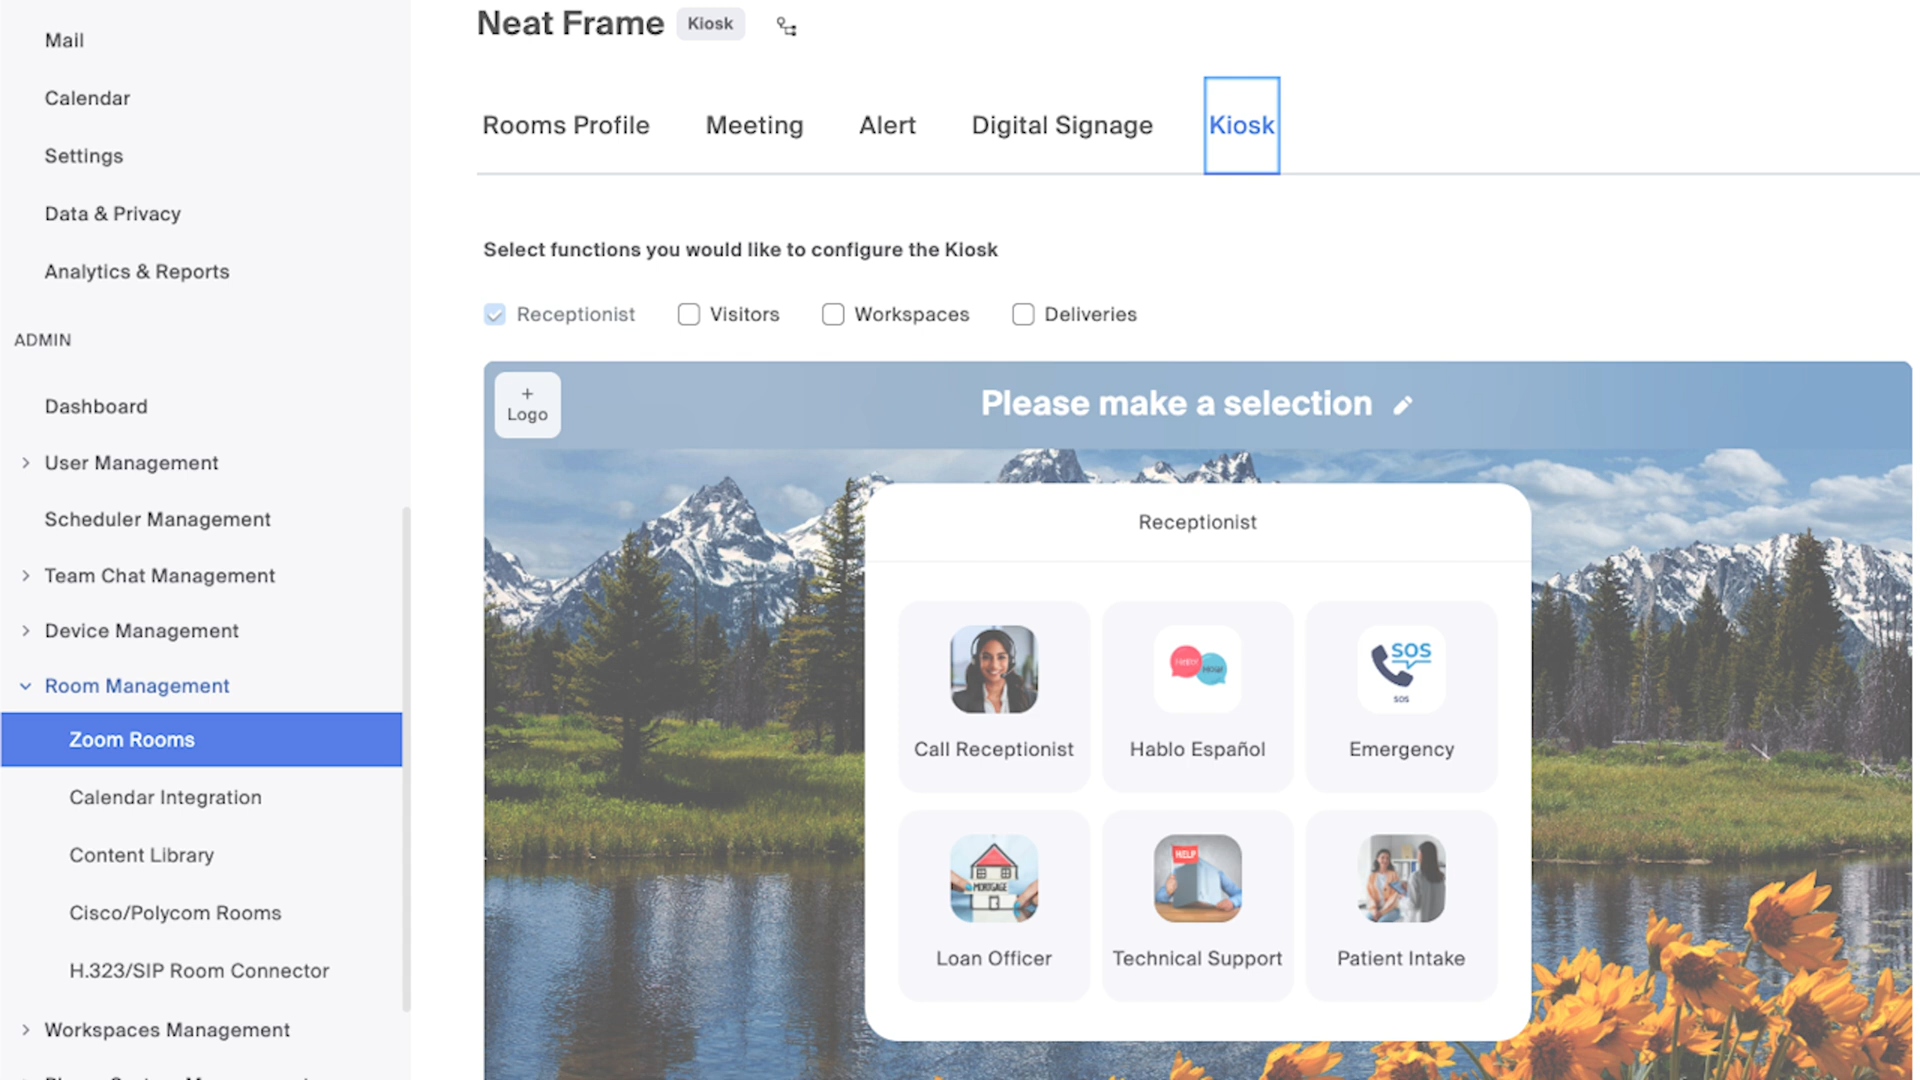 Mail
Calendar
Settings
Data & Privacy
Analytics & Reports
ADMIN
Dashboard
User Management
Scheduler Management
Team Chat Management
Device Management
Room Management
Zoom Rooms
Calendar Integration
Content Library
Cisco/Polycom Rooms
H.323/SIP Room Connector
Workspaces Management
Neat Frame Kiosk
Rooms Profile Meeting Alert Digital Signage Kiosk
Select functions you would like to configure the Kiosk
Receptionist Visitors Workspaces Deliveries
+
Logo
Please make a selection
Receptionist
Hello!
Hola!
SOS
SOS
Call Receptionist Hablo Español Emergency
MORTGAGE
HELP
Loan Officer Technical Support Patient Intake